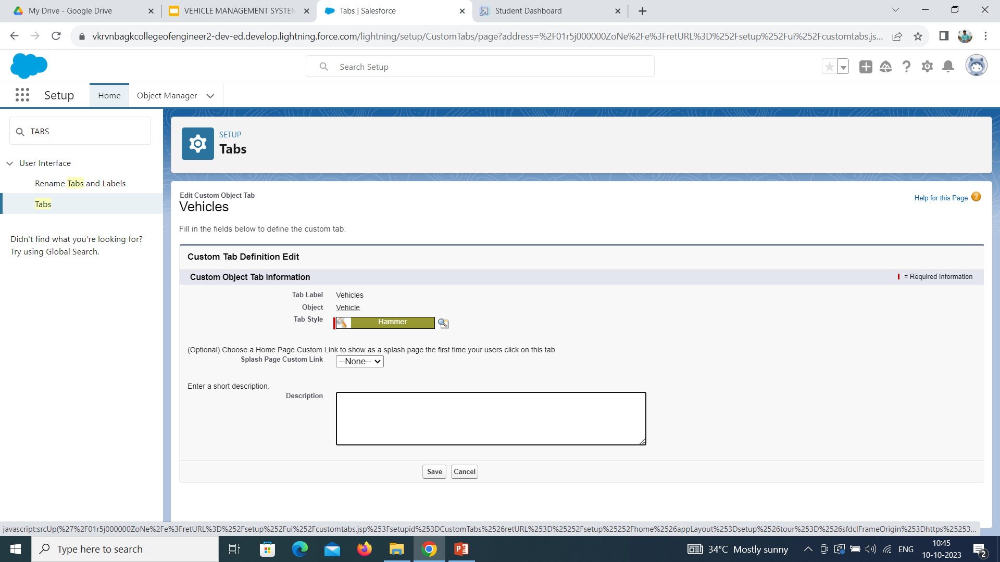 My Drive - Google Drive
VEHICLE MANAGEMENT SYSTEM
Tabs | Salesforce
Student Dashboard
vkrvnbagkcollegeofengineer2-dev-ed.develop.lightning.force.com/lightning/setup/CustomTabs/page?address=%2F01r5j000000ZoNe%2Fe%3FretURL%3D%252Fsetup%252Fui%252Fcustomtabs.js...
Search Setup
Setup
Home
Object Manager
TABS
User Interface
Rename Tabs and Labels
Tabs
Didn't find what you're looking for?
Try using Global Search.
SETUP
Tabs
Edit Custom Object Tab
Vehicles
Help for this Page
Fill in the fields below to define the custom tab.
Custom Tab Definition Edit
Custom Object Tab Information
= Required Information
Tab Label Vehicles
Object Vehicle
Tab Style Hammer
(Optional) Choose a Home Page Custom Link to show as a splash page the first time your users click on this tab.
Splash Page Custom Link --None--
Enter a short description.
Description
Save Cancel
javascript:srcUp(%27%2F01r5j000000ZoNe%2Fe%3FretURL%3D%252Fsetup%252Fui%252Fcustomtabs.jsp%253Fsetupid%253DCustomTabs%2526retURL%253D%25252Fsetup%25252Fhome%2526appLayout%253Dsetup%2526tour%253D%2526sfdcIFrameOrigin%253Dhttps%25253...
Type here to search
34°C Mostly sunny
ENG
10:45
10-10-2023
2